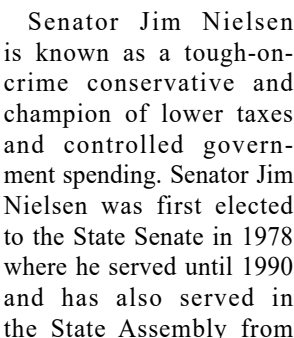 Senator Jim Nielsen
is known as a tough-on-
crime conservative and
champion of lower taxes
and controlled govern-
ment spending. Senator Jim
Nielsen was first elected
to the State Senate in 1978
where he served until 1990
and has also served in
the State Assembly from